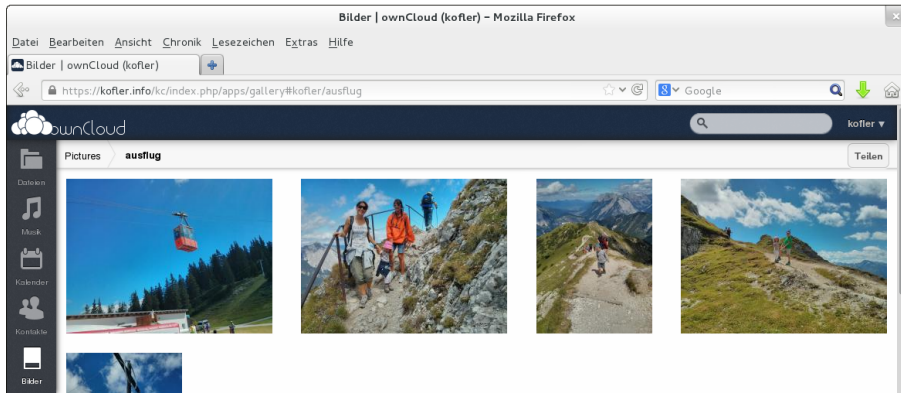 Bilder | ownCloud (kofler) – Mozilla Firefox
Datei Bearbeiten Ansicht Chronik Lesezeichen Extras Hilfe
Bilder | ownCloud (kofler)
https://kofler.info/kc/index.php/apps/gallery#kofler/ausflug
Google
ownCloud
kofler
Pictures
ausflug
Teilen
Dateien
Musik
Kalender
Kontakte
Bilder